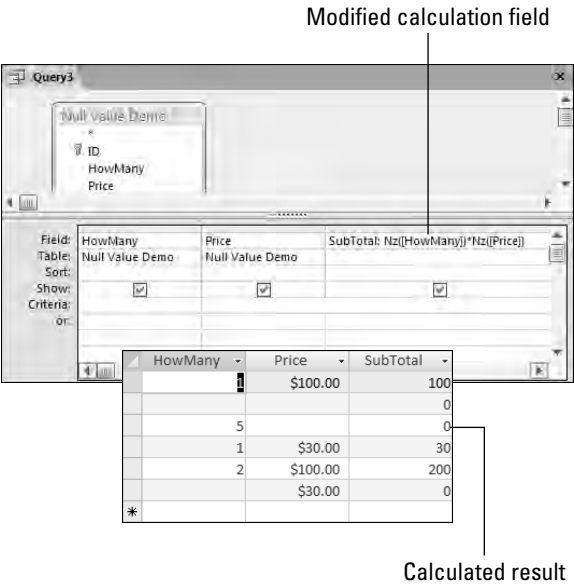 Modified calculation field
Query3
Null Value Demo
*
ID
HowMany
Price
Field: HowMany Price SubTotal: Nz([HowMany])*Nz([Price])
Table: Null Value Demo Null Value Demo
Sort:
Show:
Criteria:
or:
HowMany Price SubTotal
1 $100.00 100
0
5 0
1 $30.00 30
2 $100.00 200
$30.00 0
*
Calculated result